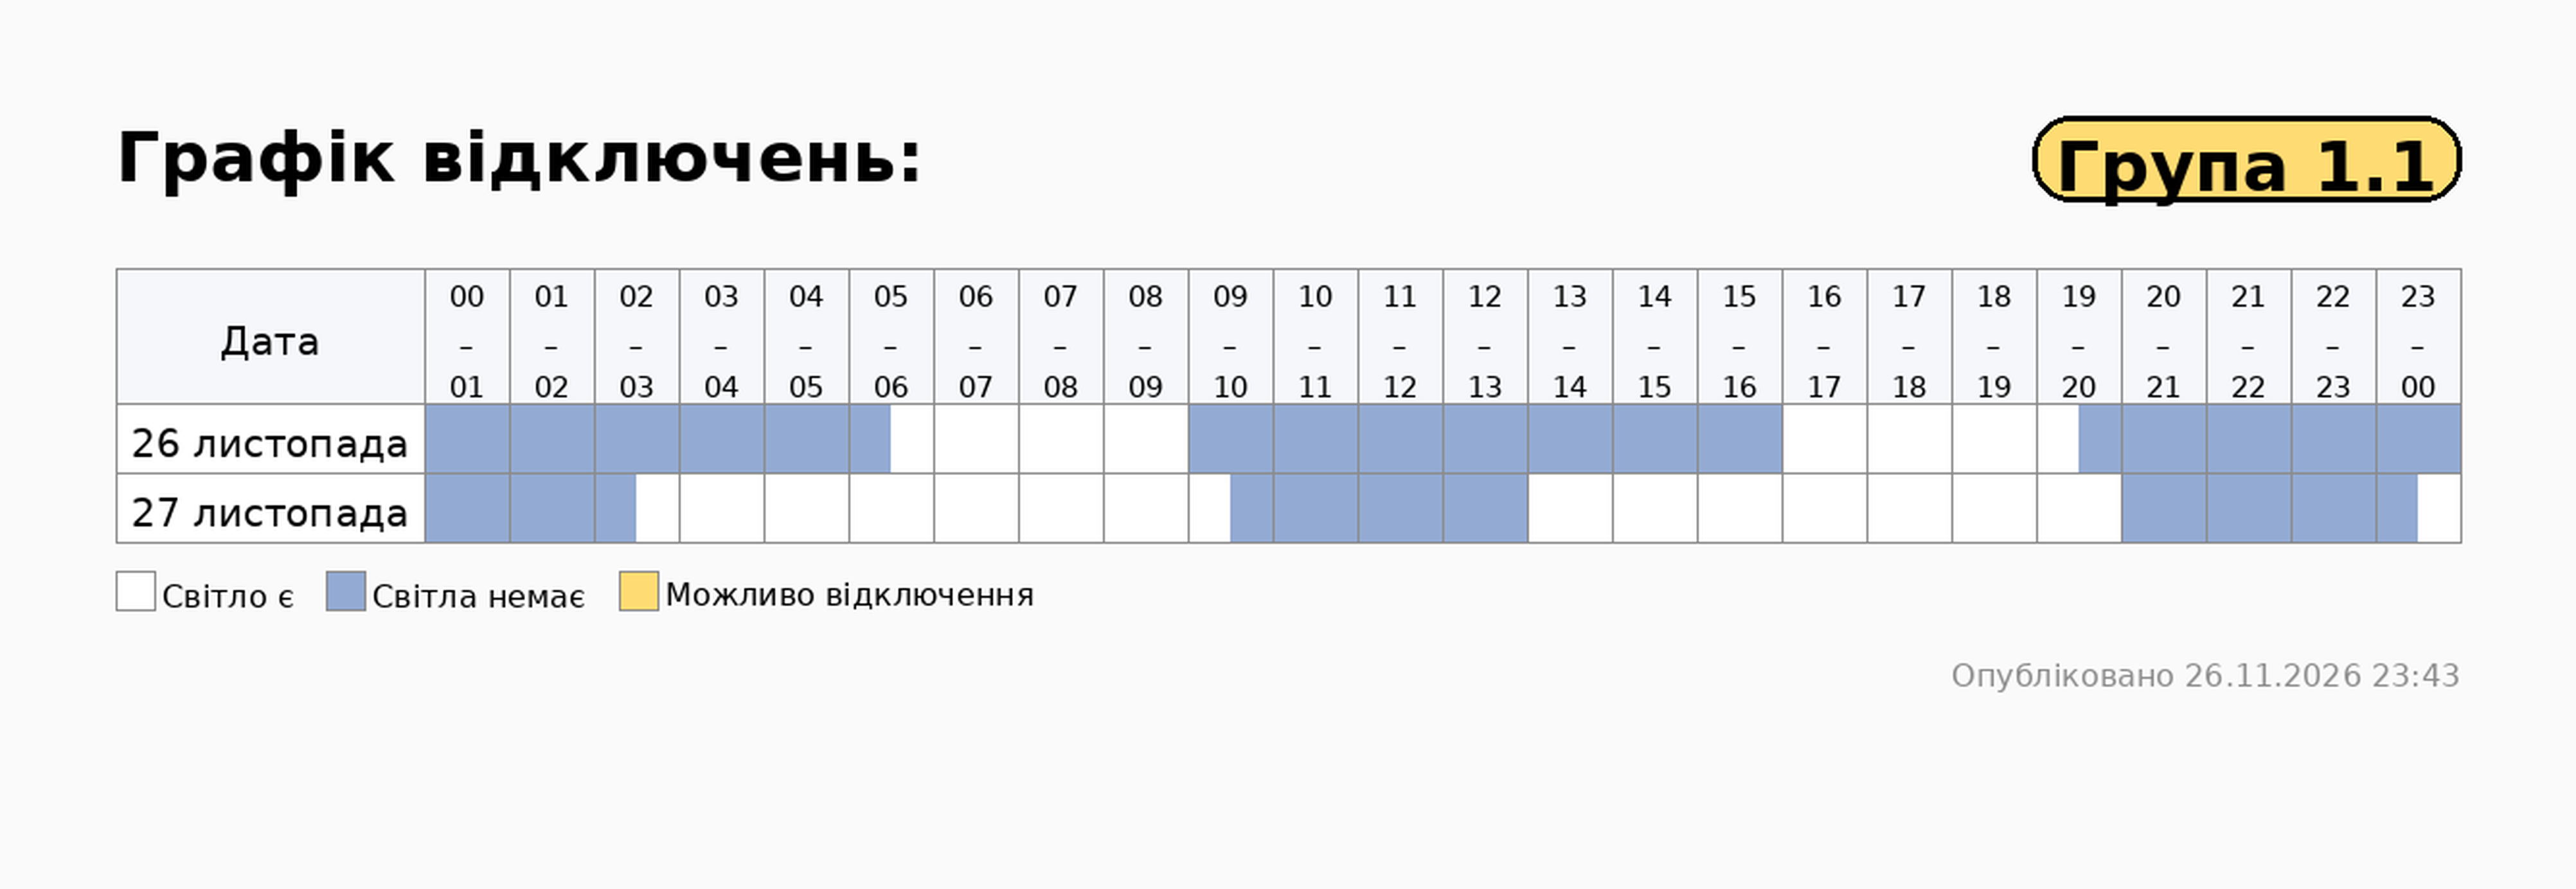 Графік відключень:
Група 1.1
Дата
00 – 01
01 – 02
02 – 03
03 – 04
04 – 05
05 – 06
06 – 07
07 – 08
08 – 09
09 – 10
10 – 11
11 – 12
12 – 13
13 – 14
14 – 15
15 – 16
16 – 17
17 – 18
18 – 19
19 – 20
20 – 21
21 – 22
22 – 23
23 – 00
26 листопада
27 листопада
Світло є
Світла немає
Можливо відключення
Опубліковано 26.11.2026 23:43